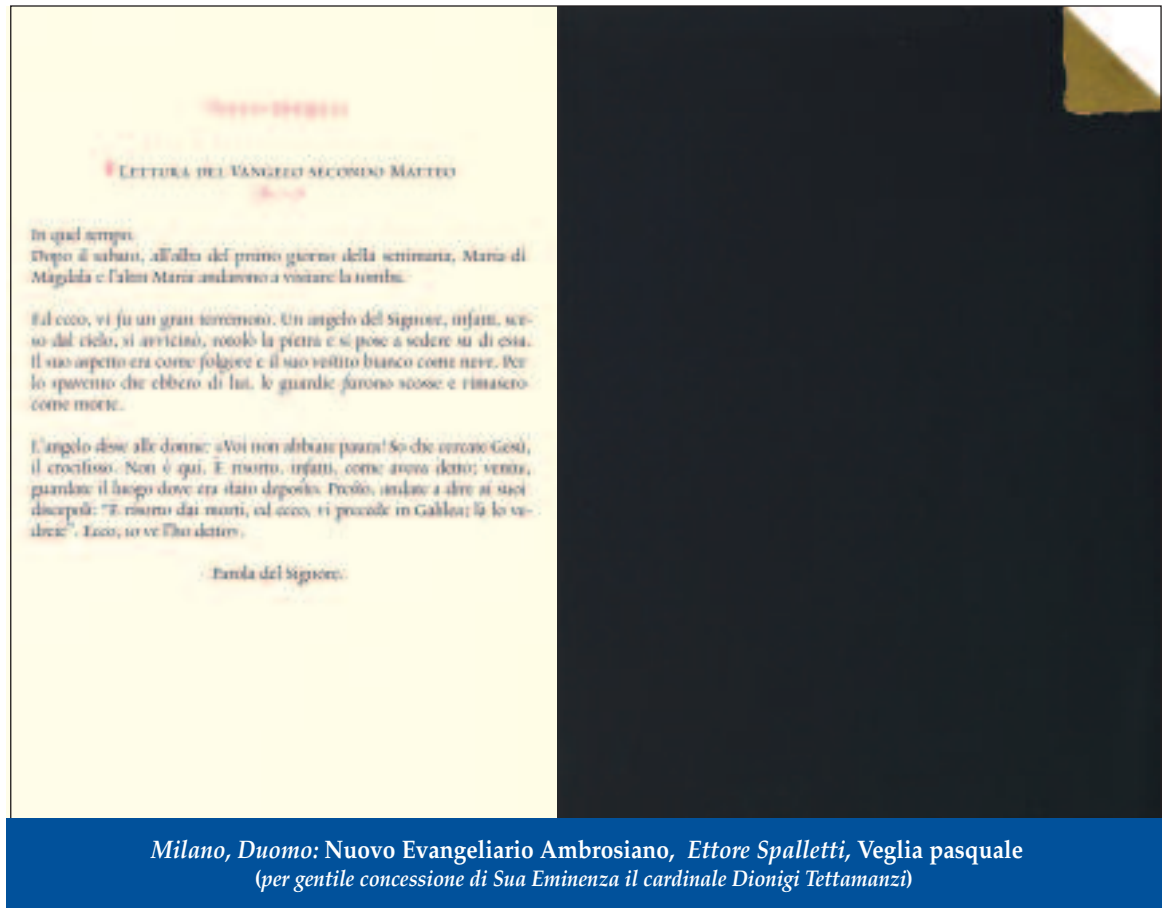 LETTURA DEL VANGELO SECONDO MATTEO
In quel tempo.
Dopo il sabato, all'alba del primo giorno della settimana, Maria di
Màgdala e l'altra Maria andarono a visitare la tomba.
Ed ecco, vi fu un gran terremoto. Un angelo del Signore, infatti, sce-
so dal cielo, si avvicinò, rotolò la pietra e si pose a sedere su di essa.
Il suo aspetto era come folgore e il suo vestito bianco come neve. Per
lo spavento che ebbero di lui, le guardie furono scosse e rimasero
come morte.
L'angelo disse alle donne: «Voi non abbiate paura! So che cercate Gesù,
il crocifisso. Non è qui. È risorto, infatti, come aveva detto; venite,
guardate il luogo dove era stato deposto. Presto, andate a dire ai suoi
discepoli: "È risorto dai morti, ed ecco, vi precede in Galilea; là lo ve-
drete". Ecco, io ve l'ho detto».
Parola del Signore.
Milano, Duomo: Nuovo Evangeliario Ambrosiano, Ettore Spalletti, Veglia pasquale
(per gentile concessione di Sua Eminenza il cardinale Dionigi Tettamanzi)